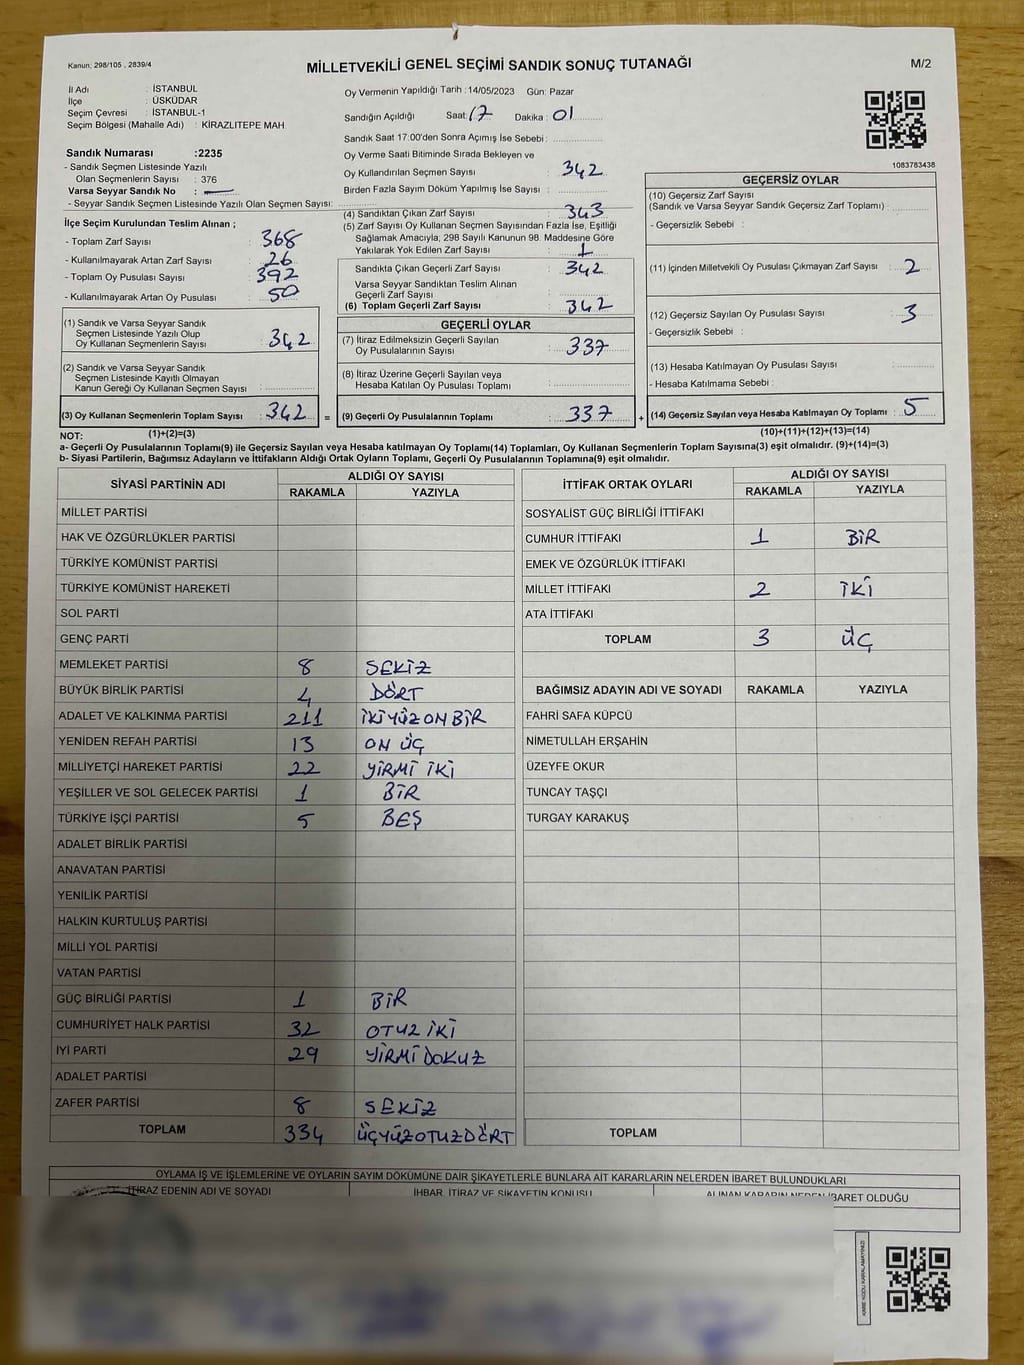 Kanun, 298/105 , 2839/4
MİLLETVEKİLİ GENEL SEÇİMİ SANDIK SONUÇ TUTANAĞI
M/2
İl Adı : İSTANBUL
İlçe : ÜSKÜDAR
Seçim Çevresi : İSTANBUL-1
Seçim Bölgesi (Mahalle Adı) : KİRAZLITEPE MAH
Sandık Numarası :2235
- Sandık Seçmen Listesinde Yazılı
Olan Seçmenlerin Sayısı : 376
Varsa Seyyar Sandık No :
- Seyyar Sandık Seçmen Listesinde Yazılı Olan Seçmen Sayısı:
İlçe Seçim Kurulundan Teslim Alınan ;
- Toplam Zarf Sayısı : 368
- Kullanılmayarak Artan Zarf Sayısı : 26
- Toplam Oy Pusulası Sayısı : 392
- Kullanılmayarak Artan Oy Pusulası : 50
(1) Sandık ve Varsa Seyyar Sandık
Seçmen Listesinde Yazılı Olup
Oy Kullanan Seçmenlerin Sayısı : 342
(2) Sandık ve Varsa Seyyar Sandık
Seçmen Listesinde Kayıtlı Olmayan
Kanun Gereği Oy Kullanan Seçmen Sayısı :
(3) Oy Kullanan Seçmenlerin Toplam Sayısı : 342 =
Oy Vermenin Yapıldığı Tarih :14/05/2023 Gün: Pazar
Sandığın Açıldığı Saat: 17 Dakika : 01
Sandık Saat 17:00'den Sonra Açımış İse Sebebi :
Oy Verme Saati Bitiminde Sırada Bekleyen ve
Oy Kullandırılan Seçmen Sayısı : 342
Birden Fazla Sayım Döküm Yapılmış İse Sayısı :
(4) Sandıktan Çıkan Zarf Sayısı : 343
(5) Zarf Sayısı Oy Kullanan Seçmen Sayısından Fazla İse, Eşitliği
Sağlamak Amacıyla, 298 Sayılı Kanunun 98. Maddesine Göre
Yakılarak Yok Edilen Zarf Sayısı : 1
Sandıkta Çıkan Geçerli Zarf Sayısı : 342
Varsa Seyyar Sandıktan Teslim Alınan
Geçerli Zarf Sayısı :
(6) Toplam Geçerli Zarf Sayısı : 342
GEÇERLİ OYLAR
(7) İtiraz Edilmeksizin Geçerli Sayılan
Oy Pusulalarının Sayısı : 337
(8) İtiraz Üzerine Geçerli Sayılan veya
Hesaba Katılan Oy Pusulası Toplamı :
(9) Geçerli Oy Pusulalarının Toplamı : 337 +
1083783438
GEÇERSİZ OYLAR
(10) Geçersiz Zarf Sayısı
(Sandık ve Varsa Seyyar Sandık Geçersiz Zarf Toplamı) :
- Geçersizlik Sebebi :
(11) İçinden Milletvekili Oy Pusulası Çıkmayan Zarf Sayısı : 2
(12) Geçersiz Sayılan Oy Pusulası Sayısı : 3
- Geçersizlik Sebebi :
(13) Hesaba Katılmayan Oy Pusulası Sayısı :
- Hesaba Katılmama Sebebi :
(14) Geçersiz Sayılan veya Hesaba Katılmayan Oy Toplamı : 5
NOT: (1)+(2)=(3)
(10)+(11)+(12)+(13)=(14)
a- Geçerli Oy Pusulasının Toplamı(9) ile Geçersiz Sayılan veya Hesaba katılmayan Oy Toplamı(14) Toplamları, Oy Kullanan Seçmenlerin Toplam Sayısına(3) eşit olmalıdır. (9)+(14)=(3)
b- Siyasi Partilerin, Bağımsız Adayların ve İttifakların Aldığı Ortak Oyların Toplamı, Geçerli Oy Pusulalarının Toplamına(9) eşit olmalıdır.
SİYASİ PARTİNİN ADI ALDIĞI OY SAYISI
RAKAMLA YAZIYLA
MİLLET PARTİSİ
HAK VE ÖZGÜRLÜKLER PARTİSİ
TÜRKİYE KOMÜNİST PARTİSİ
TÜRKİYE KOMÜNİST HAREKETİ
SOL PARTİ
GENÇ PARTİ
MEMLEKET PARTİSİ 8 SEKİZ
BÜYÜK BİRLİK PARTİSİ 4 DÖRT
ADALET VE KALKINMA PARTİSİ 211 İKİYÜZ ON BİR
YENİDEN REFAH PARTİSİ 13 ON ÜÇ
MİLLİYETÇİ HAREKET PARTİSİ 22 YİRMİ İKİ
YEŞİLLER VE SOL GELECEK PARTİSİ 1 BİR
TÜRKİYE İŞÇİ PARTİSİ 5 BEŞ
ADALET BİRLİK PARTİSİ
ANAVATAN PARTİSİ
YENİLİK PARTİSİ
HALKIN KURTULUŞ PARTİSİ
MİLLİ YOL PARTİSİ
VATAN PARTİSİ
GÜÇ BİRLİĞİ PARTİSİ 1 BİR
CUMHURİYET HALK PARTİSİ 32 OTUZ İKİ
İYİ PARTİ 29 YİRMİ DOKUZ
ADALET PARTİSİ
ZAFER PARTİSİ 8 SEKİZ
TOPLAM 334 ÜÇYÜZOTUZDÖRT
İTTİFAK ORTAK OYLARI ALDIĞI OY SAYISI
RAKAMLA YAZIYLA
SOSYALİST GÜÇ BİRLİĞİ İTTİFAKI
CUMHUR İTTİFAKI 1 BİR
EMEK VE ÖZGÜRLÜK İTTİFAKI
MİLLET İTTİFAKI 2 İKİ
ATA İTTİFAKI
TOPLAM 3 ÜÇ
BAĞIMSIZ ADAYIN ADI VE SOYADI RAKAMLA YAZIYLA
FAHRİ SAFA KÜPCÜ
NİMETULLAH ERŞAHİN
ÜZEYFE OKUR
TUNCAY TAŞÇI
TURGAY KARAKUŞ
TOPLAM
OYLAMA İŞ VE İŞLEMLERİNE VE OYLARIN SAYIM DÖKÜMÜNE DAİR ŞİKAYETLERLE BUNLARA AİT KARARLARIN NELERDEN İBARET BULUNDUKLARI
İTİRAZ EDENİN ADI VE SOYADI İHBAR, İTİRAZ VE ŞİKAYETİN KONUSU ALINAN KARARIN NEDEN İBARET OLDUĞU
KARE KODU KARALAMAYINIZ!